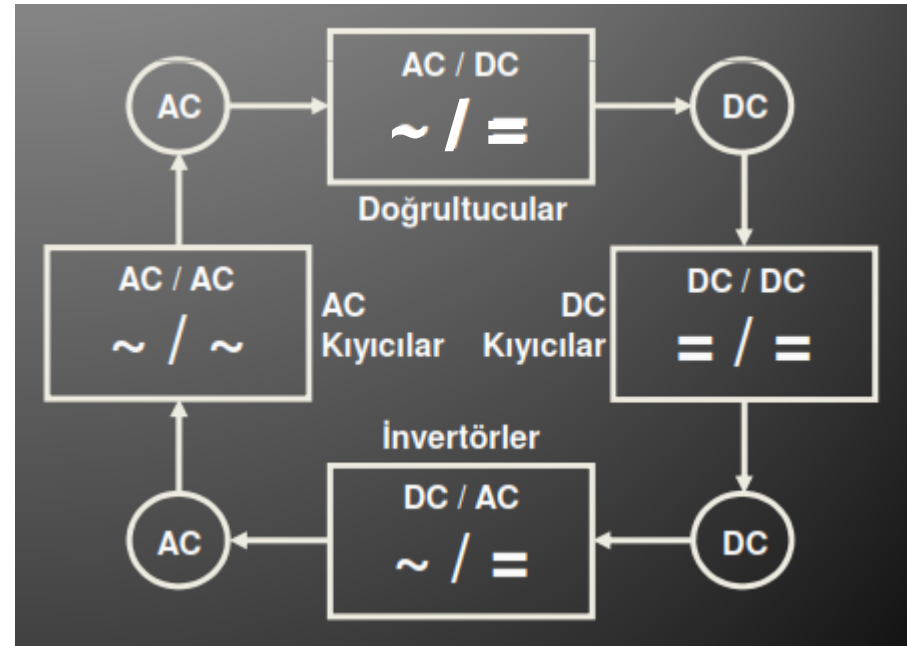 AC
AC / DC
~ / =
DC
Doğrultucular
AC / AC
~ / ~
AC
Kıyıcılar
DC
Kıyıcılar
DC / DC
= / =
İnvertörler
AC
DC / AC
~ / =
DC